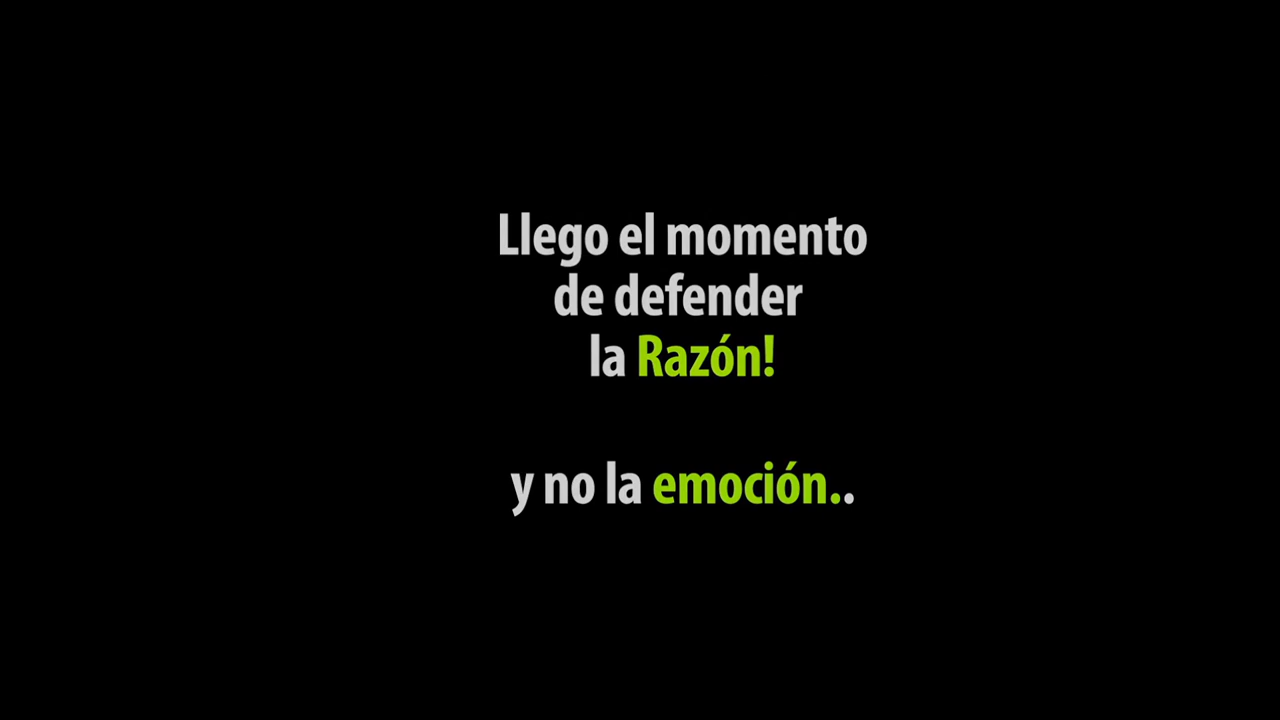 Llego el momento
de defender
la Razón!
y no la emoción..